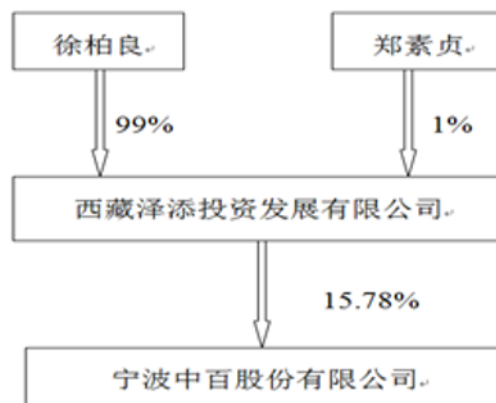 徐柏良
郑素贞
99%
1%
西藏泽添投资发展有限公司
15.78%
宁波中百股份有限公司